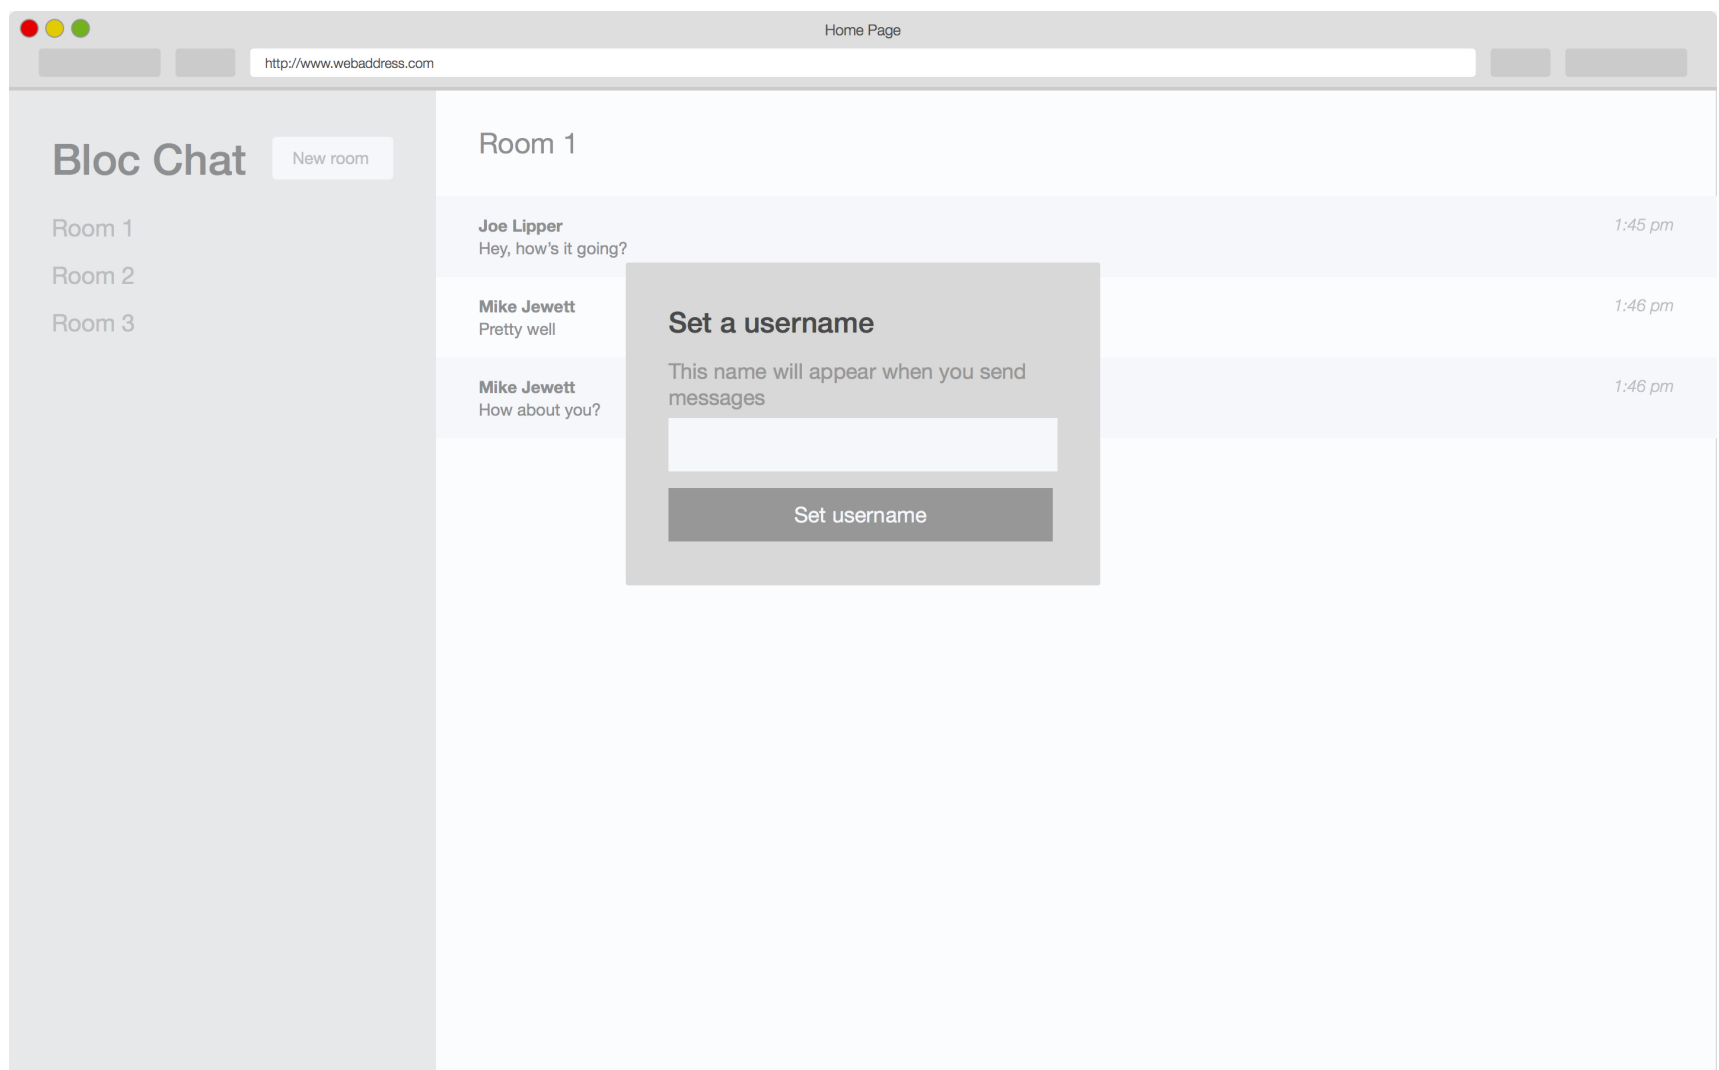 Home Page
http://www.webaddress.com
Bloc Chat
New room
Room 1
Room 2
Room 3
Room 1
Joe Lipper
1:45 pm
Hey, how’s it going?
Mike Jewett
1:46 pm
Pretty well
Mike Jewett
1:46 pm
How about you?
Set a username
This name will appear when you send
messages
Set username